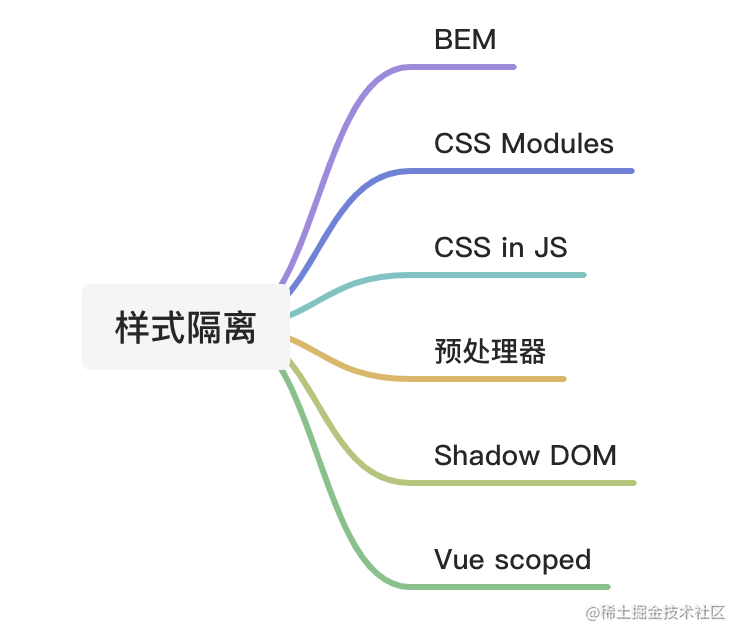 BEM
CSS Modules
CSS in JS
样式隔离
预处理器
Shadow DOM
Vue scoped
@稀土掘金技术社区